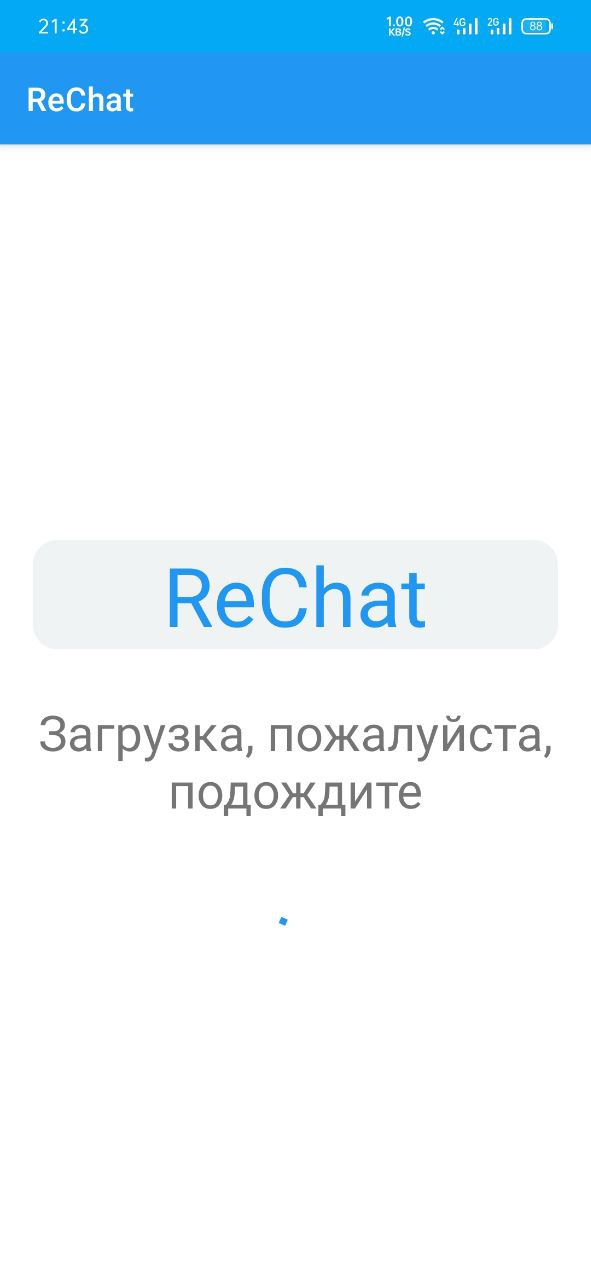 21:43 1.00 KB/S 4G 2G 88
ReChat
ReChat
Загрузка, пожалуйста,
подождите